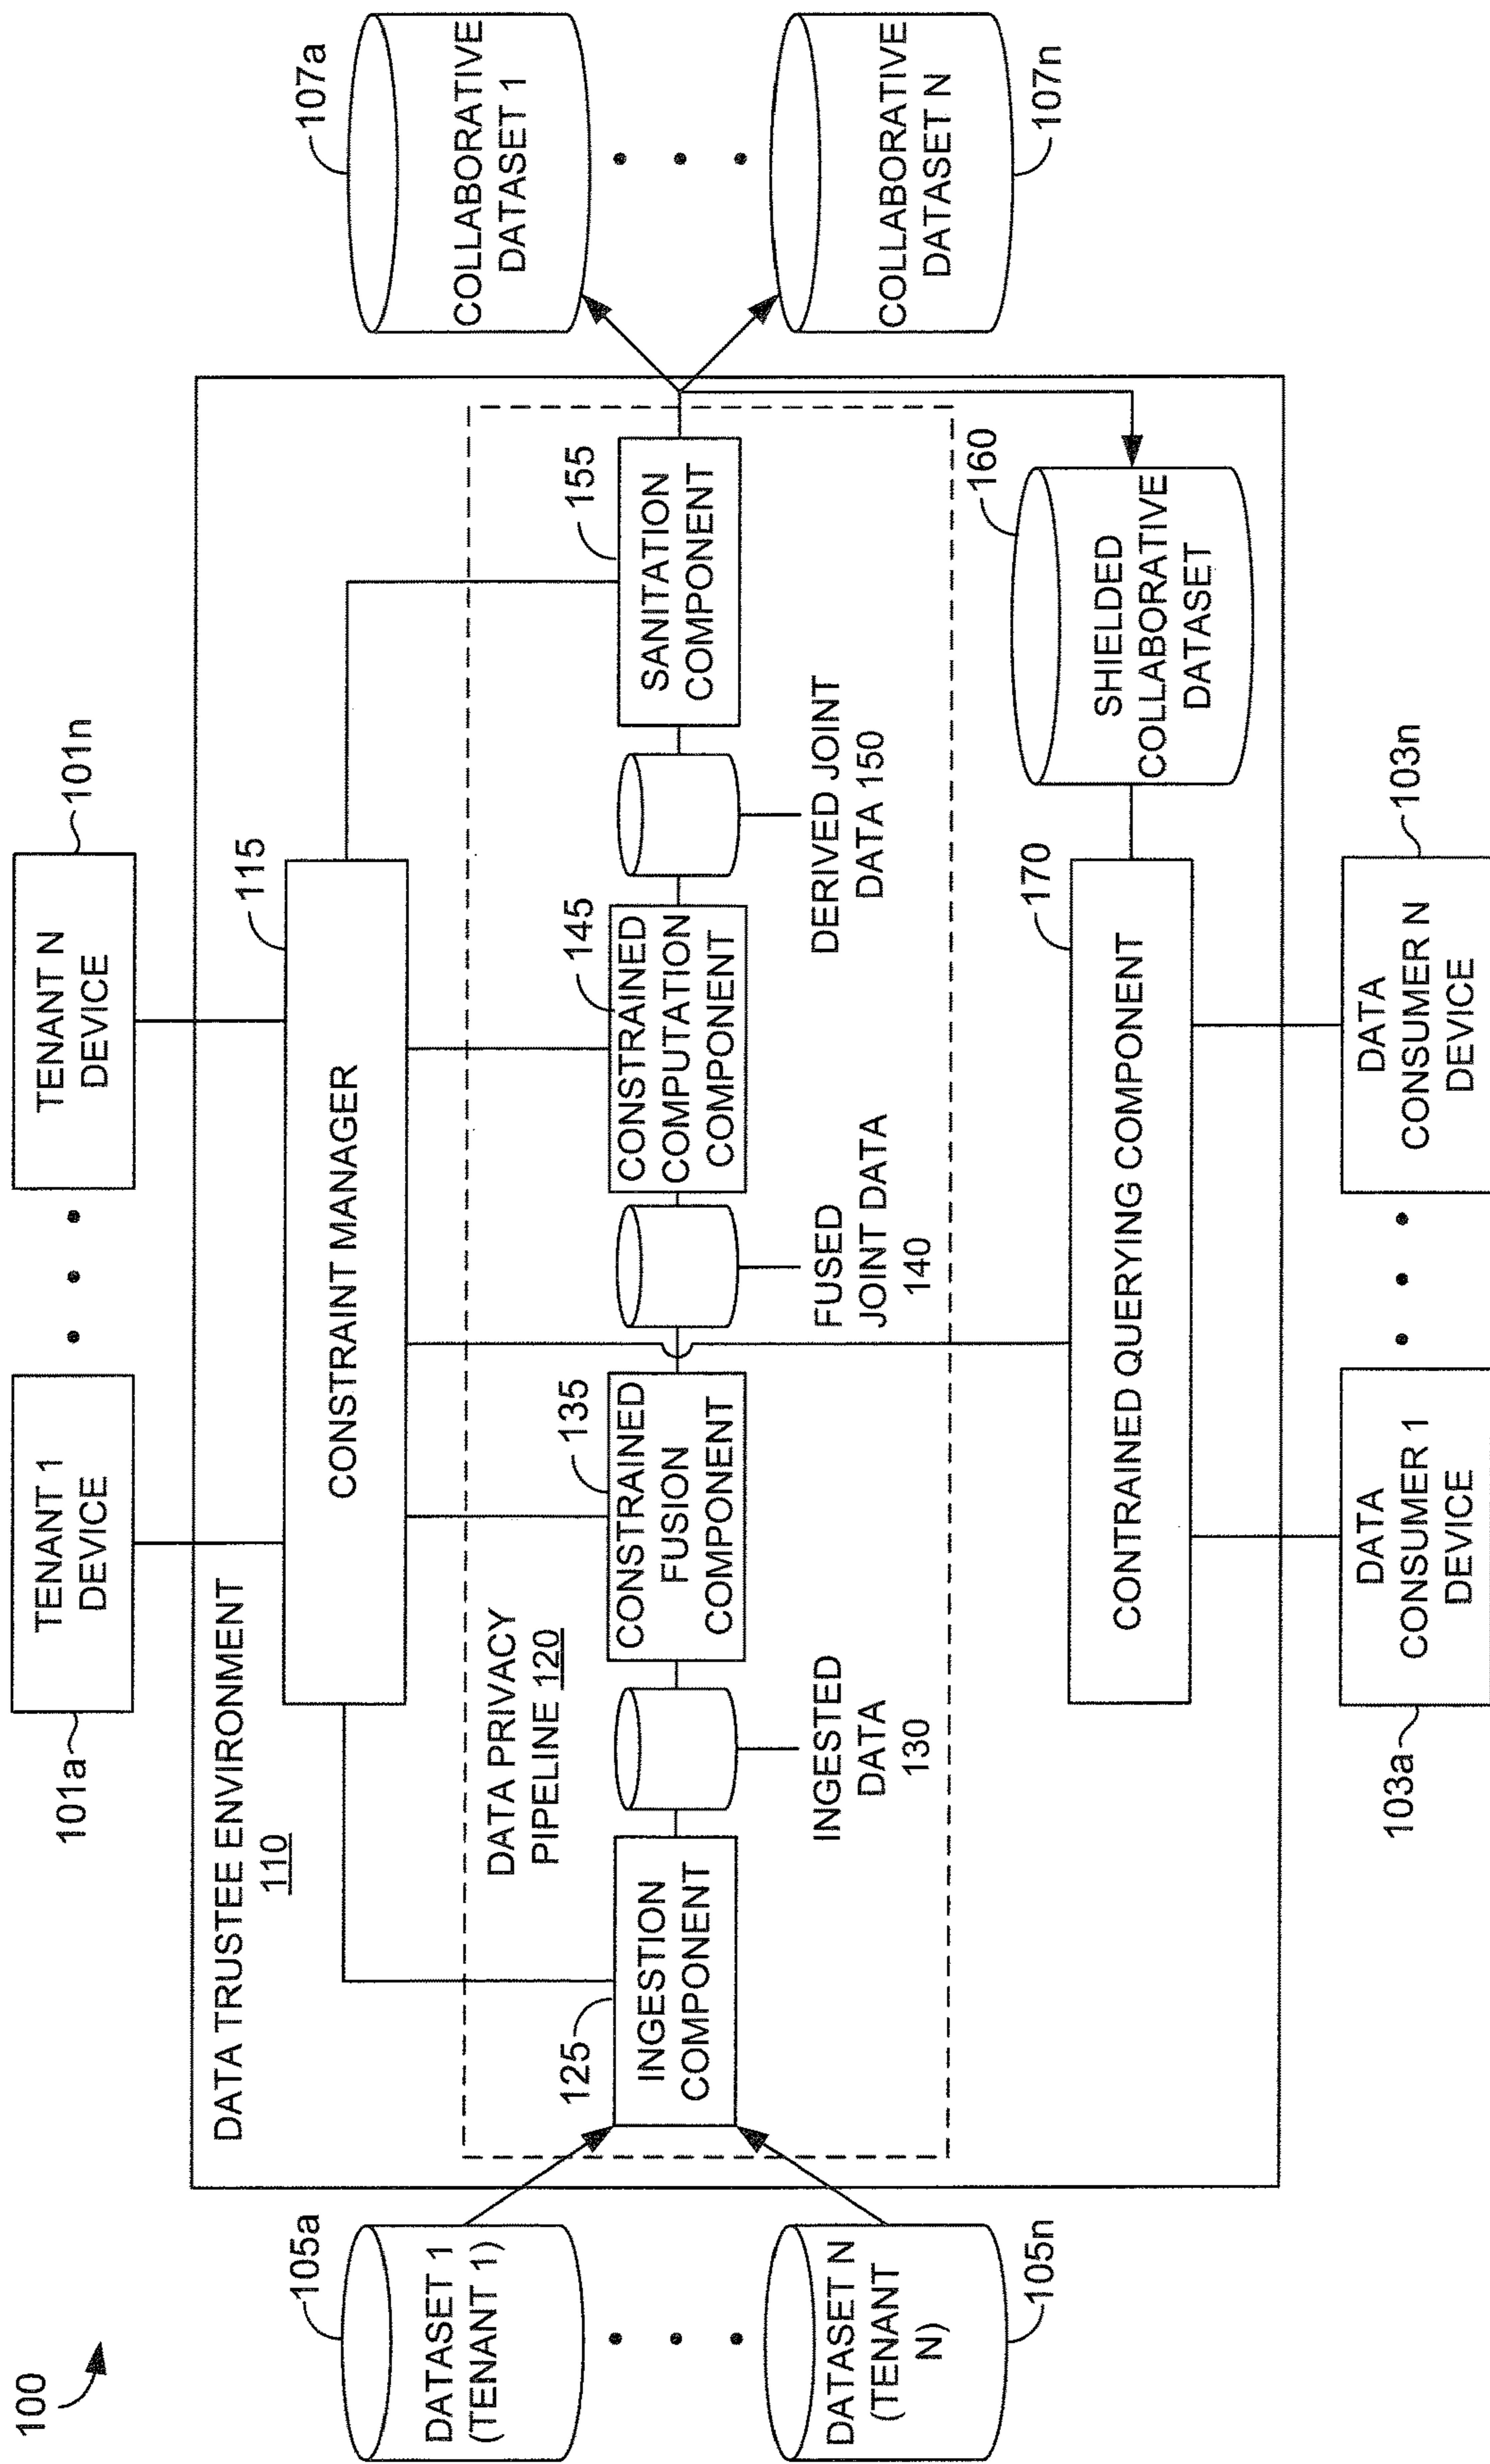 100
101a
TENANT 1
DEVICE
TENANT N
DEVICE
101n
DATA TRUSTEE ENVIRONMENT
110
CONSTRAINT MANAGER
115
105a
DATASET 1
(TENANT 1)
DATASET N
(TENANT
N)
105n
DATA PRIVACY
PIPELINE 120
125
INGESTION
COMPONENT
INGESTED
DATA
130
135
CONSTRAINED
FUSION
COMPONENT
FUSED
JOINT DATA
140
145
CONSTRAINED
COMPUTATION
COMPONENT
DERIVED JOINT
DATA 150
155
SANITATION
COMPONENT
107a
COLLABORATIVE
DATASET 1
COLLABORATIVE
DATASET N
107n
160
SHIELDED
COLLABORATIVE
DATASET
CONTRAINED QUERYING COMPONENT
170
103a
DATA
CONSUMER 1
DEVICE
DATA
CONSUMER N
DEVICE
103n